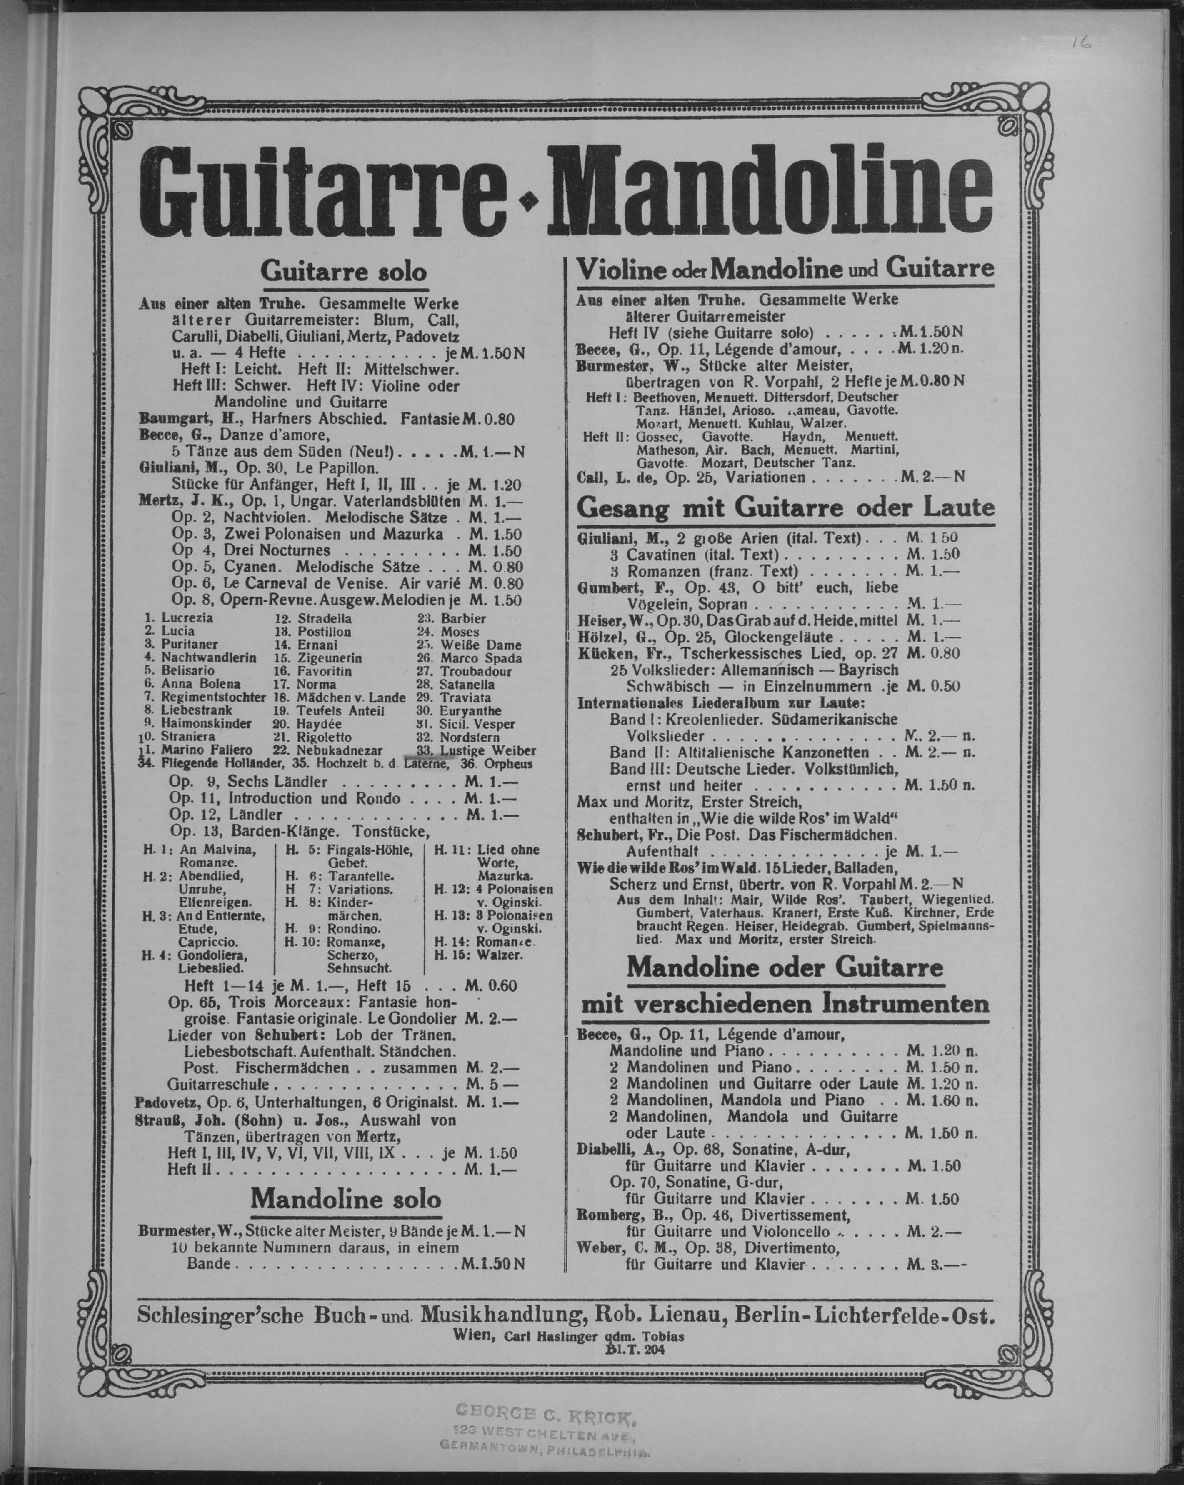 16
Guitarre Mandoline
Guitarre solo
Aus einer alten Truhe. Gesammelte Werke
älterer Guitarremeister: Blum, Call,
Carulli, Diabelli, Giuliani, Mertz, Padovetz
u. a. — 4 Hefte . . . . . . . . . . . je M. 1.50 N
Heft I: Leicht. Heft II: Mittelschwer.
Heft III: Schwer. Heft IV: Violine oder
Mandoline und Guitarre
Baumgart, H., Harfners Abschied. Fantasie M. 0.80
Becce, G., Danze d'amore,
5 Tänze aus dem Süden (Neu!) . . . . . M. 1.— N
Giuliani, M., Op. 30, Le Papillon.
Stücke für Anfänger, Heft I, II, III . . je M. 1.20
Mertz, J. K., Op. 1, Ungar. Vaterlandsblüten M. 1.—
Op. 2, Nachtviolen. Melodische Sätze . M. 1.—
Op. 3, Zwei Polonaisen und Mazurka . M. 1.50
Op 4, Drei Nocturnes . . . . . . . . . M. 1.50
Op. 5, Cyanen. Melodische Sätze . . . M. 0 80
Op. 6, Le Carneval de Venise. Air varié M. 0.80
Op. 8, Opern-Revue. Ausgew. Melodien je M. 1.50
1. Lucrezia 12. Stradella 23. Barbier
2. Lucia 13. Postillon 24. Moses
3. Puritaner 14. Ernani 25. Weiße Dame
4. Nachtwandlerin 15. Zigeunerin 26. Marco Spada
5. Belisario 16. Favoritin 27. Troubadour
6. Anna Bolena 17. Norma 28. Satanella
7. Regimentstochter 18. Mädchen v. Lande 29. Traviata
8. Liebestrank 19. Teufels Anteil 30. Euryanthe
9. Haimonskinder 20. Haydée 31. Sicil. Vesper
10. Straniera 21. Rigoletto 32. Nordstern
11. Marino Faliero 22. Nebukadnezar 33. Lustige Weiber
34. Fliegende Holländer, 35. Hochzeit b. d. Laterne, 36. Orpheus
Op. 9, Sechs Ländler . . . . . . . . . M. 1.—
Op. 11, Introduction und Rondo . . . . M. 1.—
Op. 12, Ländler . . . . . . . . . . . . M. 1.—
Op. 13, Barden-Klänge. Tonstücke,
H. 1: An Malvina, H. 5: Fingals-Höhle, H. 11: Lied ohne
Romanze. Gebet. Worte,
H. 2: Abendlied, H. 6: Tarantelle. Mazurka.
Unruhe, H 7: Variations. H. 12: 4 Polonaisen
Elfenreigen. H. 8: Kinder- v. Oginski.
H. 3: And Entfernte, märchen. H. 13: 3 Polonaisen
Etude, H. 9: Rondino. v. Oginski.
Capriccio. H. 10: Romanze, H. 14: Romanze.
H. 4: Gondoliera, Scherzo, H. 15: Walzer.
Liebeslied. Sehnsucht.
Heft 1—14 je M. 1.—, Heft 15 . . . M. 0.60
Op. 65, Trois Morceaux: Fantasie hon-
groise. Fantasie originale. Le Gondolier M. 2.—
Lieder von Schubert: Lob der Tränen.
Liebesbotschaft. Aufenthalt. Ständchen.
Post. Fischermädchen . . zusammen M. 2.—
Guitarreschule . . . . . . . . . . . . . . M. 5 —
Padovetz, Op. 6, Unterhaltungen, 6 Originalst. M. 1.—
Strauß, Joh. (Sohn) u. Jos., Auswahl von
Tänzen, übertragen von Mertz,
Heft I, III, IV, V, VI, VII, VIII, IX . . . je M. 1.50
Heft II . . . . . . . . . . . . . . . . . M. 1.—
Mandoline solo
Burmester, W., Stücke alter Meister, 9 Bände je M. 1.— N
10 bekannte Nummern daraus, in einem
Bande . . . . . . . . . . . . . . . . . M. 1.50 N
Violine oder Mandoline und Guitarre
Aus einer alten Truhe. Gesammelte Werke
älterer Guitarremeister
Heft IV (siehe Guitarre solo) . . . . . . M. 1.50 N
Becce, G., Op. 11, Légende d'amour, . . . . M. 1.20 n.
Burmester, W., Stücke alter Meister,
übertragen von R. Vorpahl, 2 Hefte je M. 0.80 N
Heft I: Beethoven, Menuett. Dittersdorf, Deutscher
Tanz. Händel, Arioso. Rameau, Gavotte.
Mozart, Menuett. Kuhlau, Walzer.
Heft II: Gossec, Gavotte. Haydn, Menuett.
Matheson, Air. Bach, Menuett. Martini,
Gavotte. Mozart, Deutscher Tanz.
Call, L. de, Op. 25, Variationen . . . . . . . M. 2.— N
Gesang mit Guitarre oder Laute
Giuliani, M., 2 große Arien (ital. Text) . . . M. 1 50
3 Cavatinen (ital. Text) . . . . . . . . . M. 1.50
3 Romanzen (franz. Text) . . . . . . . M. 1.—
Gumbert, F., Op. 43, O bitt' euch, liebe
Vögelein, Sopran . . . . . . . . . . . M. 1.—
Heiser, W., Op. 30, Das Grab auf d. Heide, mittel M. 1.—
Hölzel, G., Op. 25, Glockengeläute . . . . . M. 1.—
Kücken, Fr., Tscherkessisches Lied, op. 27 M. 0.80
25 Volkslieder: Allemannisch — Bayrisch
Schwäbisch — in Einzelnummern . je M. 0.50
Internationales Liederalbum zur Laute:
Band I: Kreolenlieder. Südamerikanische
Volkslieder . . . . . . . . . . . . M. 2.— n.
Band II: Altitalienische Kanzonetten . . M. 2.— n.
Band III: Deutsche Lieder. Volkstümlich,
ernst und heiter . . . . . . . . . . . M. 1.50 n.
Max und Moritz, Erster Streich,
enthalten in „Wie die wilde Ros' im Wald"
Schubert, Fr., Die Post. Das Fischermädchen.
Aufenthalt . . . . . . . . . . . . je M. 1.—
Wie die wilde Ros' im Wald. 15 Lieder, Balladen,
Scherz und Ernst, übertr. von R. Vorpahl M. 2.— N
Aus dem Inhalt: Mair, Wilde Ros'. Taubert, Wiegenlied.
Gumbert, Vaterhaus. Kranert, Erste Kuß. Kirchner, Erde
braucht Regen. Heiser, Heidegrab. Gumbert, Spielmanns-
lied. Max und Moritz, erster Streich.
Mandoline oder Guitarre
mit verschiedenen Instrumenten
Becce, G., Op. 11, Légende d'amour,
Mandoline und Piano . . . . . . . . . . M. 1.20 n.
2 Mandolinen und Piano . . . . . . . . M. 1.50 n.
2 Mandolinen und Guitarre oder Laute M. 1.20 n.
2 Mandolinen, Mandola und Piano . . M. 1.60 n.
2 Mandolinen, Mandola und Guitarre
oder Laute . . . . . . . . . . . . . . M. 1.50 n.
Diabelli, A., Op. 68, Sonatine, A-dur,
für Guitarre und Klavier . . . . . . . M. 1.50
Op. 70, Sonatine, G-dur,
für Guitarre und Klavier . . . . . . . M. 1.50
Romberg, B., Op. 46, Divertissement,
für Guitarre und Violoncello . . . . . M. 2.—
Weber, C. M., Op. 38, Divertimento,
für Guitarre und Klavier . . . . . . . M. 3.—
Schlesinger'sche Buch- und Musikhandlung, Rob. Lienau, Berlin-Lichterfelde-Ost.
Wien, Carl Haslinger qdm. Tobias
Bl. T. 204
GEORGE C. KRICK,
123 WEST CHELTEN AVE.,
GERMANTOWN, PHILADELPHIA.